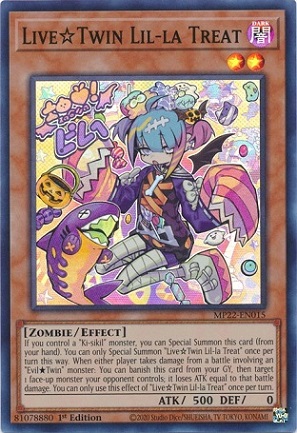 LIVE☆TWIN LIL-LA TREAT
DARK
闇
MP22-EN015
[ZOMBIE/EFFECT]
If you control a "Ki-sikil" monster, you can Special Summon this card (from
your hand). You can only Special Summon "Live☆Twin Lil-la Treat" once per
turn this way. When either player takes damage from a battle involving an
"Evil★Twin" monster: You can banish this card from your GY, then target
1 face-up monster your opponent controls; it loses ATK equal to that damage.
You can only use this effect of "Live☆Twin Lil-la Treat" once per turn.
ATK/ 500 DEF/ 0
81078880 1st Edition
©2020 Studio Dice/SHUEISHA, TV TOKYO, KONAMI